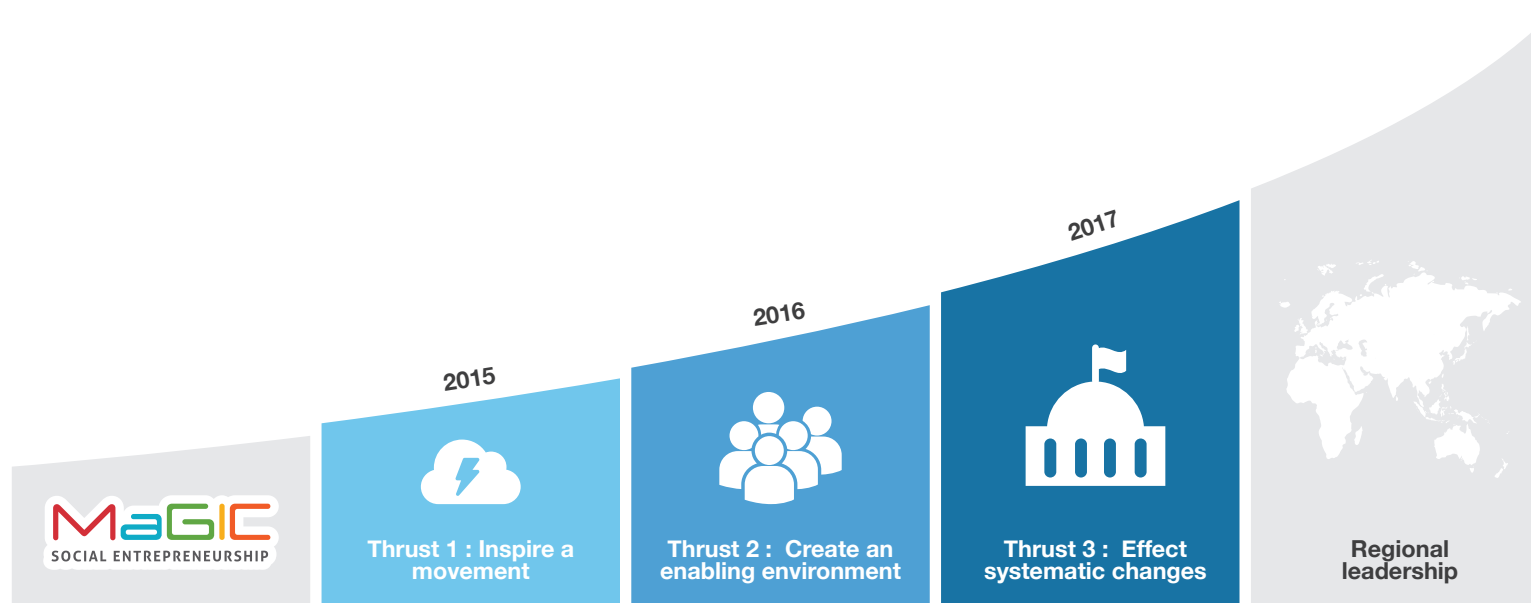 MaGIC
SOCIAL ENTREPRENEURSHIP
2015
Thrust 1 : Inspire a
movement
2016
Thrust 2 :  Create an
enabling environment
2017
Thrust 3 :  Effect
systematic changes
Regional
leadership